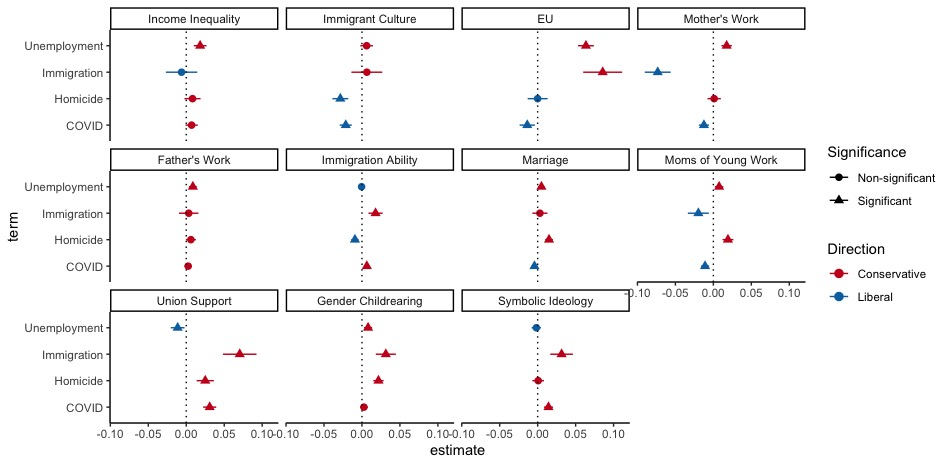 Income Inequality Immigrant Culture EU Mother's Work
Unemployment
Immigration
Homicide
COVID
Father's Work Immigration Ability Marriage Moms of Young Work
Unemployment
Immigration
Homicide
COVID
-0.10 -0.05 0.00 0.05 0.10
Union Support Gender Childrearing Symbolic Ideology
Unemployment
Immigration
Homicide
COVID
-0.10 -0.05 0.00 0.05 0.10 -0.10 -0.05 0.00 0.05 0.10 -0.10 -0.05 0.00 0.05 0.10
estimate
term
Significance
Non-significant
Significant
Direction
Conservative
Liberal